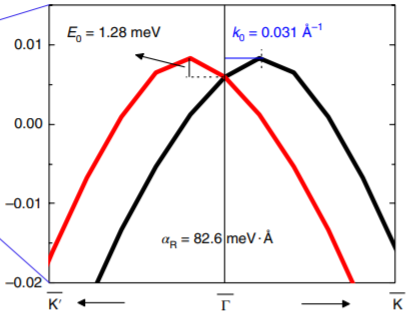 0.01
E₀ = 1.28 meV
k₀ = 0.031 Å⁻¹
0.00
−0.01
α_R = 82.6 meV·Å
−0.02
K̅′
Γ̅
K̅